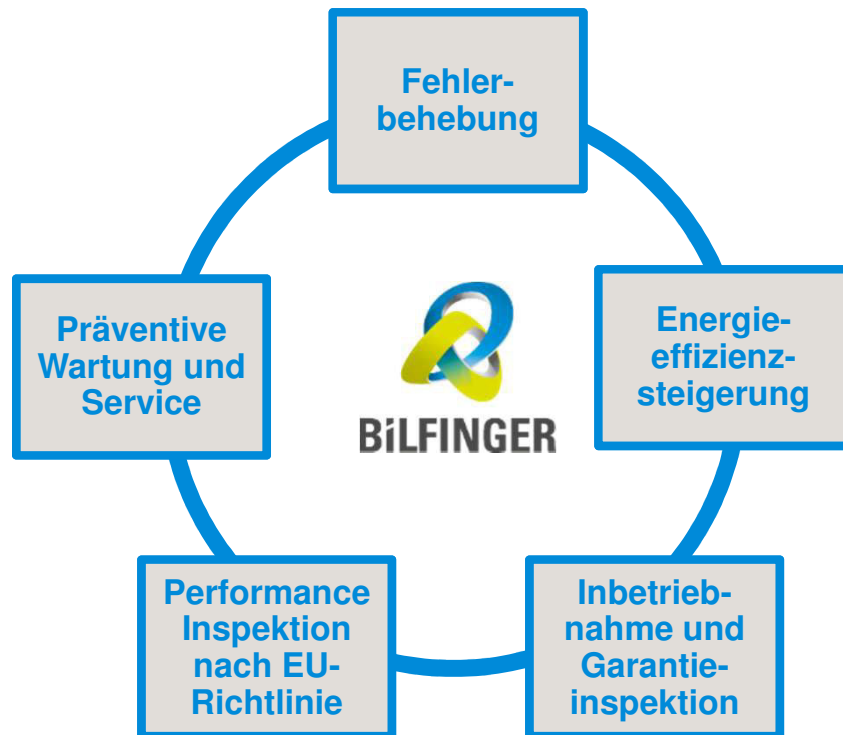 Fehler-
behebung
Energie-
effizienz-
steigerung
Inbetrieb-
nahme und
Garantie-
inspektion
Performance
Inspektion
nach EU-
Richtlinie
Präventive
Wartung und
Service
BiLFINGER